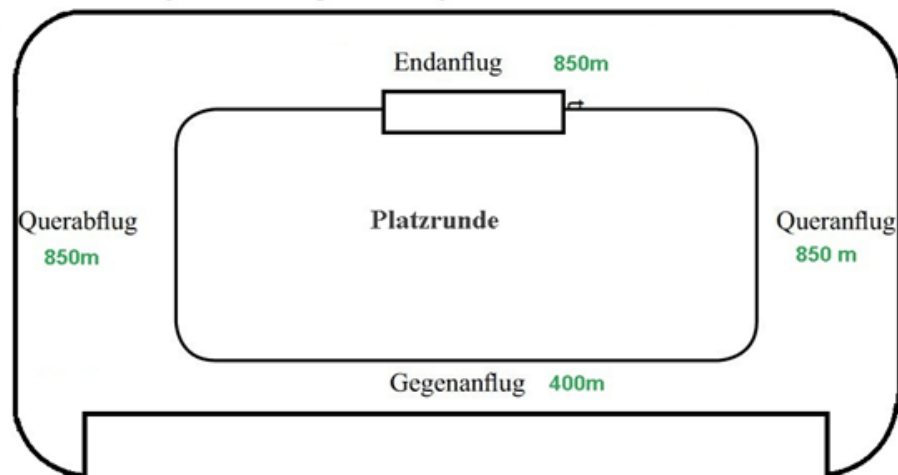 Endanflug 850m
Querabflug
850m
Platzrunde
Queranflug
850 m
Gegenanflug 400m